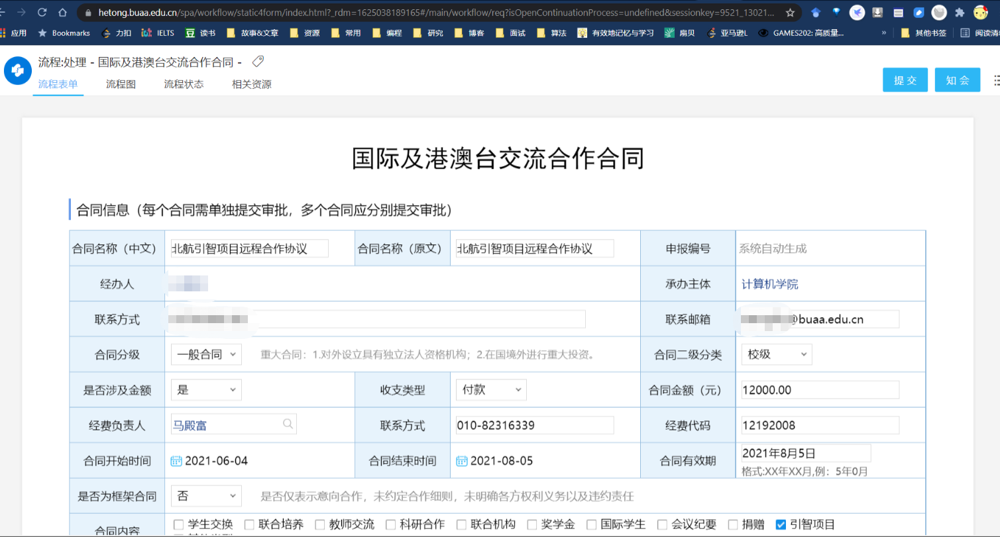 hetong.buaa.edu.cn/spa/workflow/static4form/index.html?_rdm=1625038189165#/main/workflow/req?isOpenContinuationProcess=undefined&sessionkey=9521_13021...
应用 Bookmarks 力扣 IELTS 读书 故事&文章 资源 常用 编程 研究 博客 面试 算法 有效地记忆与学习 扇贝 亚马逊L GAMES202: 高质量... » 其他书签 阅读清
流程:处理 - 国际及港澳台交流合作合同 -
流程表单 流程图 流程状态 相关资源
提交 知会
国际及港澳台交流合作合同
合同信息（每个合同需单独提交审批，多个合同应分别提交审批）
合同名称（中文） 北航引智项目远程合作协议 合同名称（原文） 北航引智项目远程合作协议 申报编号 系统自动生成
经办人 承办主体 计算机学院
联系方式 联系邮箱 @buaa.edu.cn
合同分级 一般合同 重大合同：1.对外设立具有独立法人资格机构；2.在国境外进行重大投资。 合同二级分类 校级
是否涉及金额 是 收支类型 付款 合同金额（元） 12000.00
经费负责人 马殿富 联系方式 010-82316339 经费代码 12192008
合同开始时间 2021-06-04 合同结束时间 2021-08-05 合同有效期 2021年8月5日
格式:XX年XX月,例：5年0月
是否为框架合同 否 是否仅表示意向合作，未约定合作细则，未明确各方权利义务以及违约责任
合同内容 学生交换 联合培养 教师交流 科研合作 联合机构 奖学金 国际学生 会议纪要 捐赠 引智项目